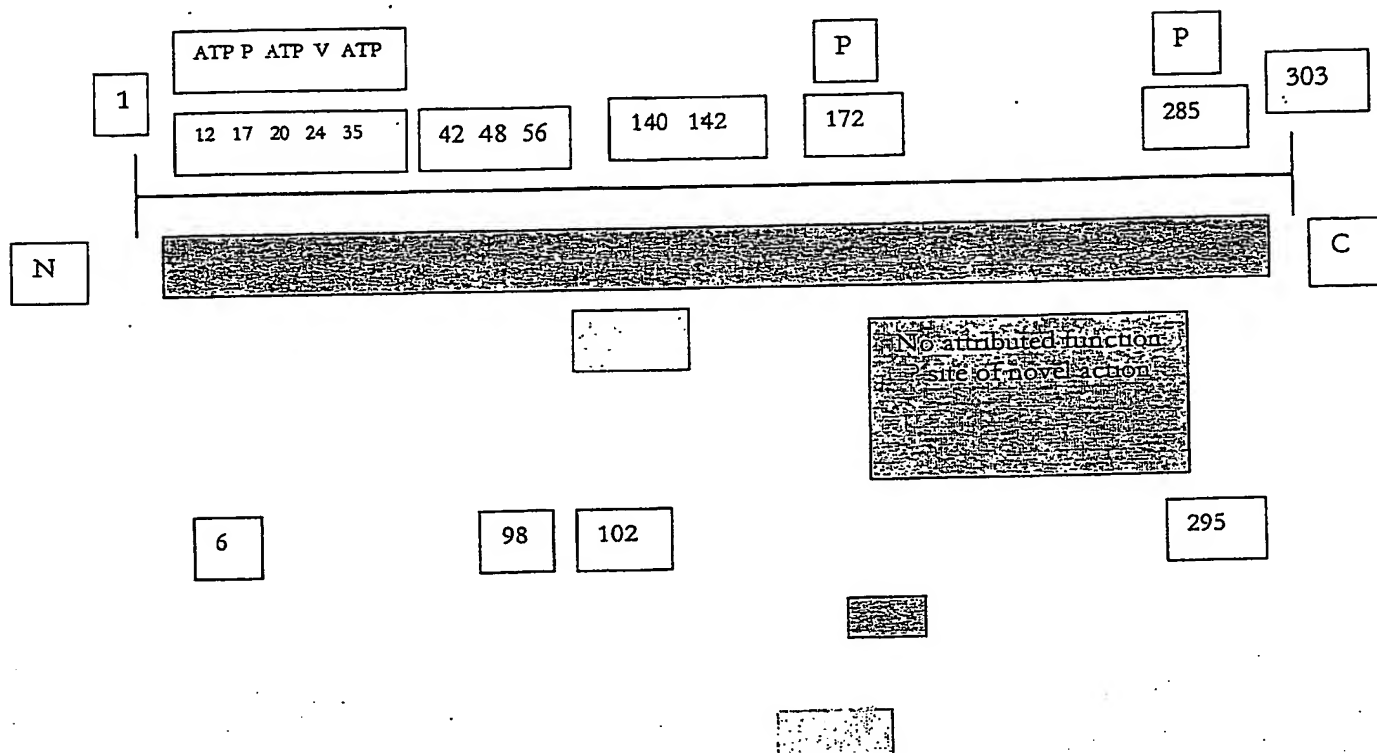 ATP P ATP V ATP
P
P
1
303
12 17 20 24 35
42 48 56
140 142
172
285
N
C
No attributed function
site of novel action
6
98
102
295